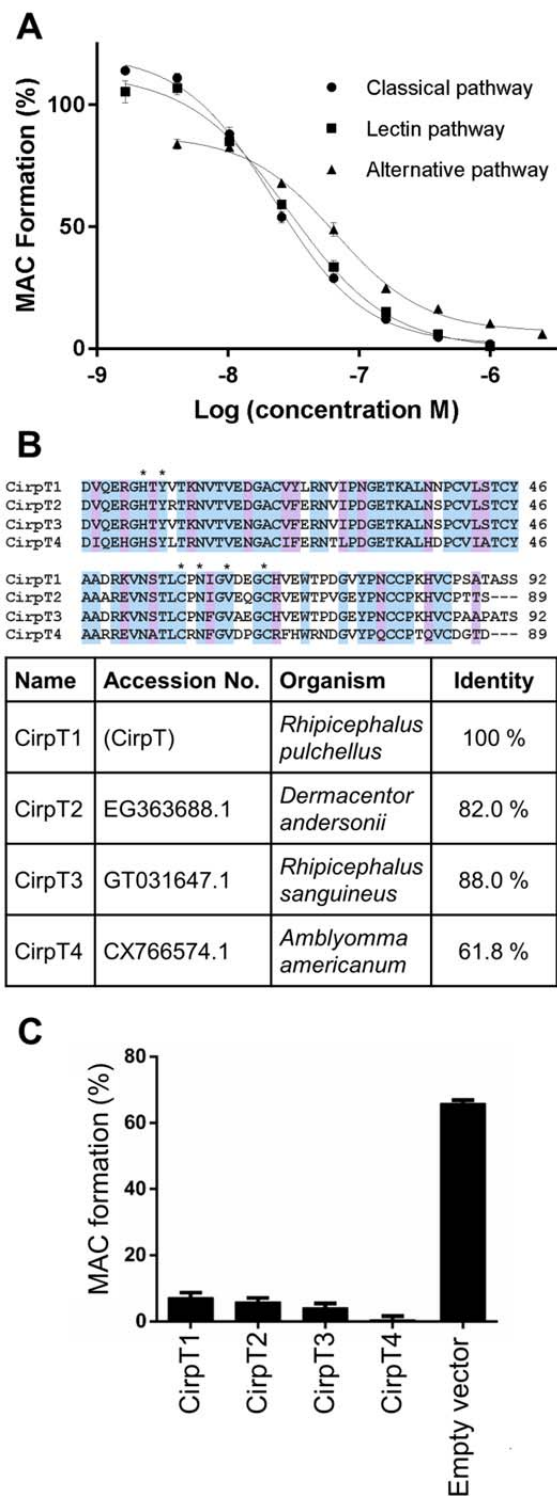 A
MAC Formation (%)
100
50
0
-9 -8 -7 -6
Log (concentration M)
Classical pathway
Lectin pathway
Alternative pathway
B
* *
CirpT1 DVQERGHTYVTKNVTVEDGACVYLRNVIPNGETKALNNPCVLSTCY 46
CirpT2 DVQERGHTYRTRNVTVEDGACVFERNVIPDGETKALNSPCVLSTCY 46
CirpT3 DVQERGHTYVTKNVTVEDGACVFERNVIPDGETKALNSPCVLSTCY 46
CirpT4 DIQEHGHSYLTRNVTVENGACIFERNTLPDGETKALHNPCVIATCY 46
* * * *
CirpT1 AADRKVNSTLCPNIGVDEGCHVEWTPDGVYPNCCPKHVCPSATASS 92
CirpT2 AAAREVNSTLCPNIGVEQGCRVEWTPVGEYPNCCPKHVCPTTS--- 89
CirpT3 AADRKVNSTLCPNIGVAEGCHVEWTPDGVYPNCCPKHVCPAAPATS 92
CirpT4 AARREVNATLCRNFGVDPGCRFHWRNDGVYPQCCPTQVCDGTD--- 89
Name Accession No. Organism Identity
CirpT1 (CirpT) Rhipicephalus pulchellus 100 %
CirpT2 EG363688.1 Dermacentor andersonii 82.0 %
CirpT3 GT031647.1 Rhipicephalus sanguineus 88.0 %
CirpT4 CX766574.1 Amblyomma americanum 61.8 %
C
MAC formation (%)
80
60
40
20
0
CirpT1
CirpT2
CirpT3
CirpT4
Empty vector